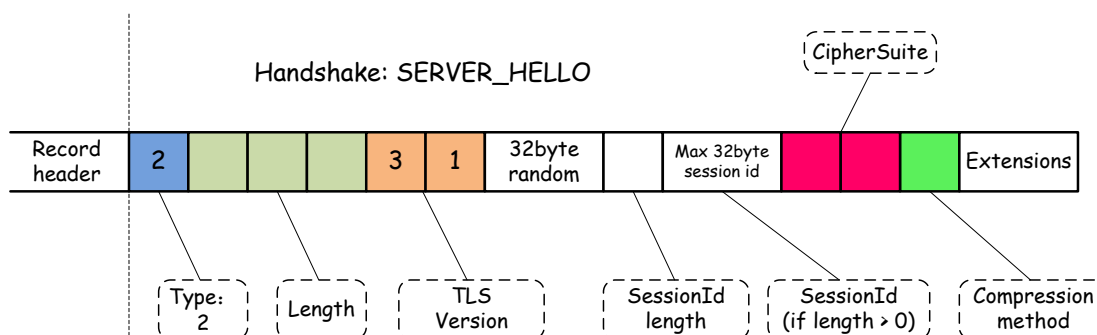 CipherSuite
Handshake: SERVER_HELLO
Record
header
2
3
1
32byte
random
Max 32byte
session id
Extensions
Type:
2
Length
TLS
Version
SessionId
length
SessionId
(if length > 0)
Compression
method